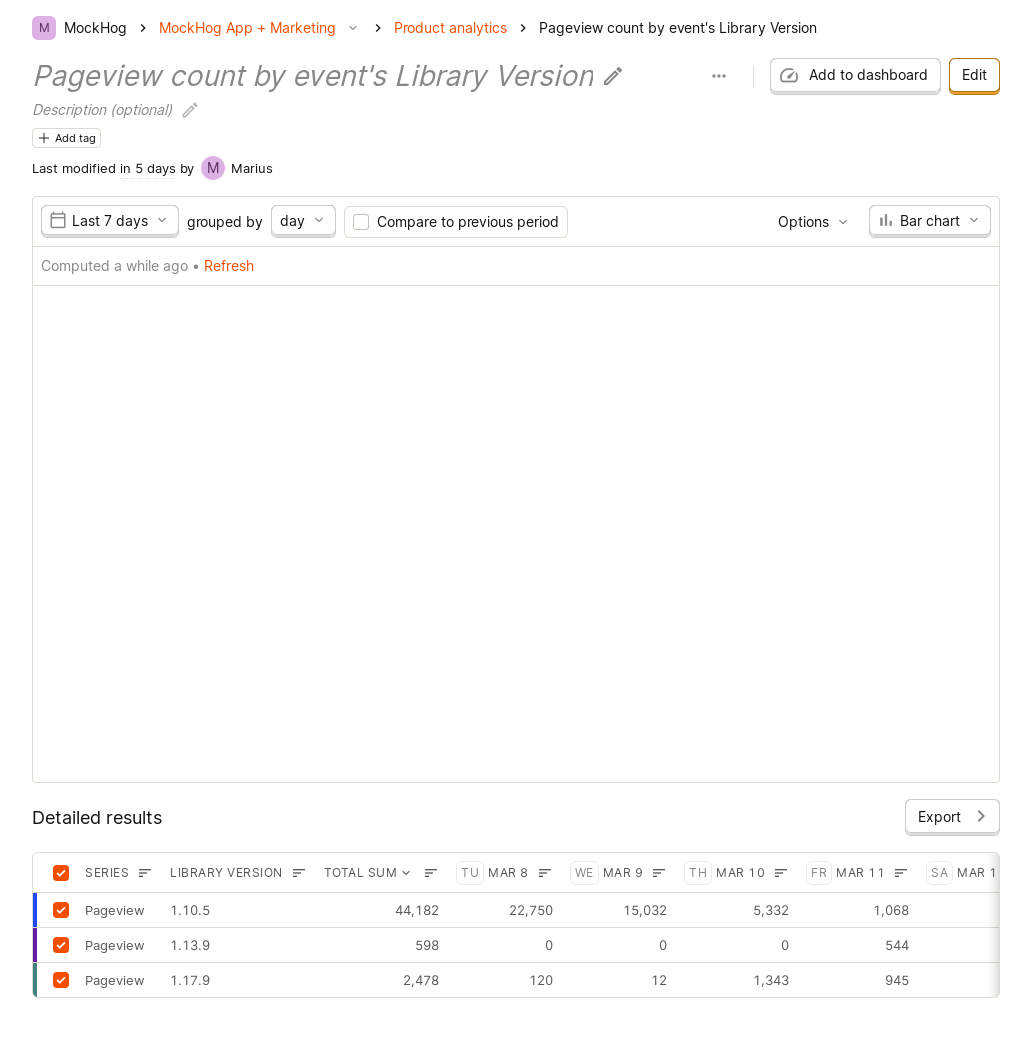 M MockHog MockHog App + Marketing Product analytics Pageview count by event's Library Version
Pageview count by event's Library Version
Add to dashboard Edit
Description (optional)
Add tag
Last modified in 5 days by M Marius
Last 7 days grouped by day Compare to previous period Options Bar chart
Computed a while ago • Refresh
Detailed results Export
SERIES LIBRARY VERSION TOTAL SUM TU MAR 8 WE MAR 9 TH MAR 10 FR MAR 11 SA MAR 1
Pageview 1.10.5 44,182 22,750 15,032 5,332 1,068
Pageview 1.13.9 598 0 0 0 544
Pageview 1.17.9 2,478 120 12 1,343 945